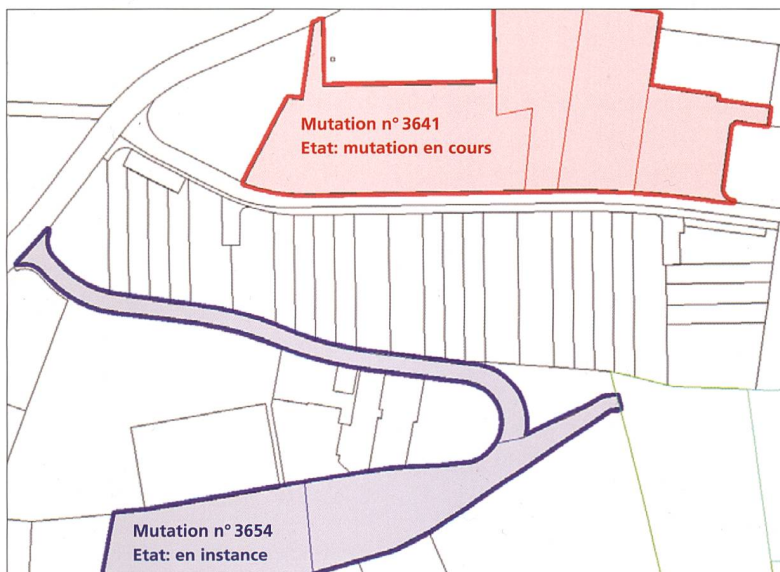 Mutation n° 3641
Etat: mutation en cours
Mutation n° 3654
Etat: en instance